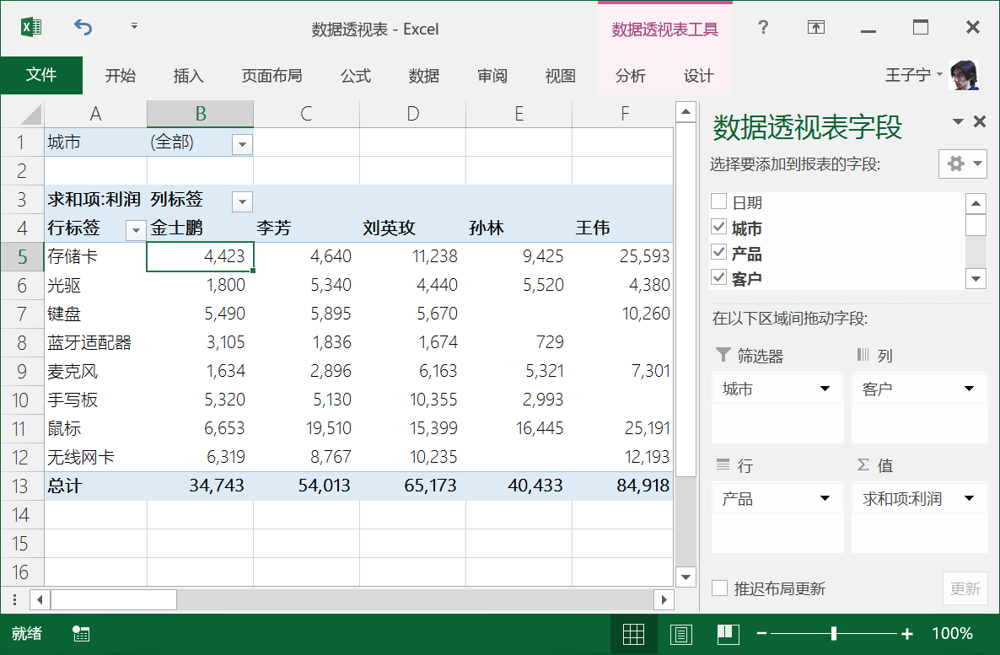 数据透视表 - Excel
数据透视表工具
?
文件 开始 插入 页面布局 公式 数据 审阅 视图 分析 设计 王子宁
A B C D E F
1 城市 (全部)
2
3 求和项:利润 列标签
4 行标签 金士鹏 李芳 刘英玫 孙林 王伟
5 存储卡 4,423 4,640 11,238 9,425 25,593
6 光驱 1,800 5,340 4,440 5,520 4,380
7 键盘 5,490 5,895 5,670 10,260
8 蓝牙适配器 3,105 1,836 1,674 729
9 麦克风 1,634 2,896 6,163 5,321 7,301
10 手写板 5,320 5,130 10,355 2,993
11 鼠标 6,653 19,510 15,399 16,445 25,191
12 无线网卡 6,319 8,767 10,235 12,193
13 总计 34,743 54,013 65,173 40,433 84,918
14
15
16
数据透视表字段
选择要添加到报表的字段:
日期
城市
产品
客户
在以下区域间拖动字段:
筛选器 列
城市 客户
行 Σ 值
产品 求和项:利润
推迟布局更新 更新
就绪 100%